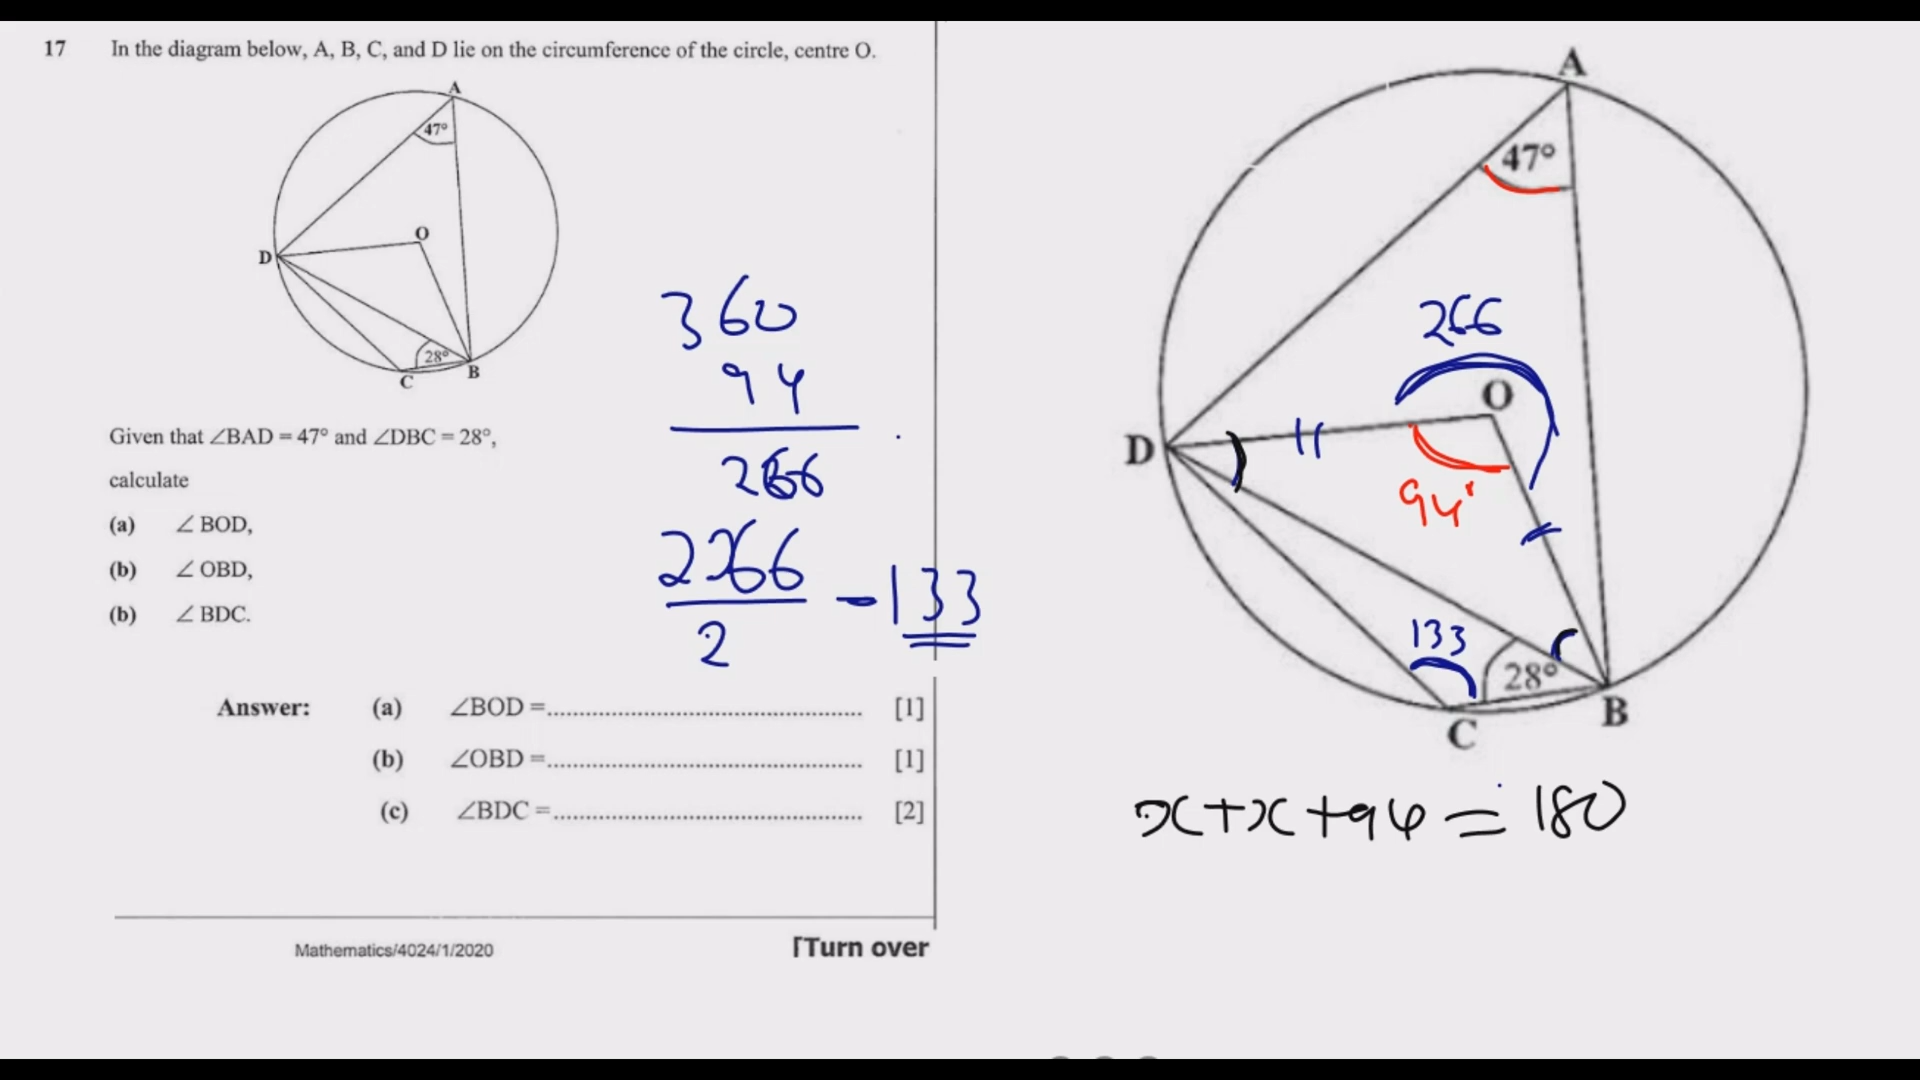 17 In the diagram below, A, B, C, and D lie on the circumference of the circle, centre O.
A
47°
O
D
28°
C
B
Given that ∠BAD = 47° and ∠DBC = 28°,
calculate
(a) ∠ BOD,
(b) ∠ OBD,
(b) ∠ BDC.
Answer: (a) ∠BOD = [1]
(b) ∠OBD = [1]
(c) ∠BDC = [2]
Mathematics/4024/1/2020
[Turn over
360
94
266
266
2
-133
A
47°
266
O
D
94°
133
28°
C
B
x+x+94=180